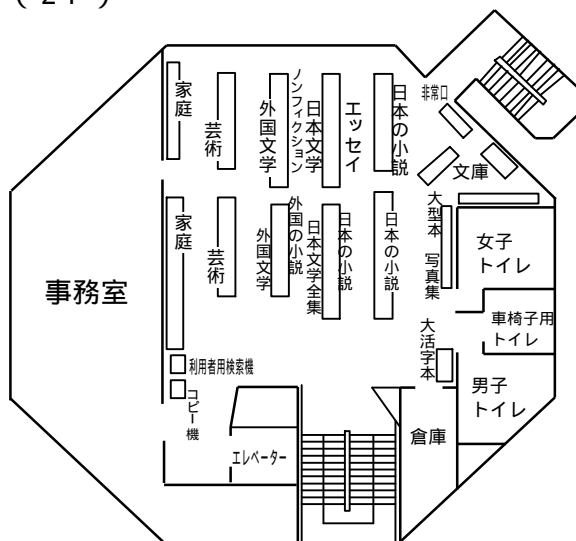 ( 2 1 )
家庭
芸術
外国文学
ノンフィクション
日本文学
エッセイ
日本の小説
非常口
文庫
家庭
芸術
外国文学
外国の小説
日本文学全集
日本の小説
日本の小説
大型本 写真集
女子
トイレ
事務室
車椅子用
トイレ
大活字本
利用者用検索機
コピー機
男子
トイレ
エレベーター
倉庫